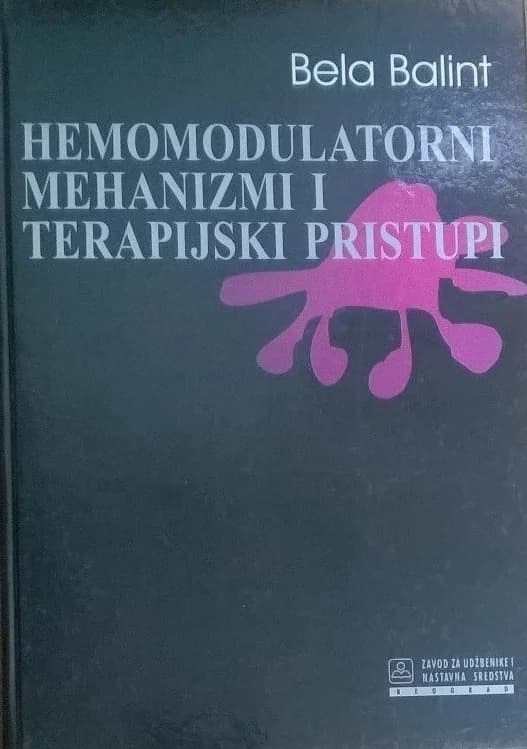 Bela Balint
HEMOMODULATORNI
MEHANIZMI I
TERAPIJSKI PRISTUPI
ZAVOD ZA UDŽBENIKE I
NASTAVNA SREDSTVA
BEOGRAD